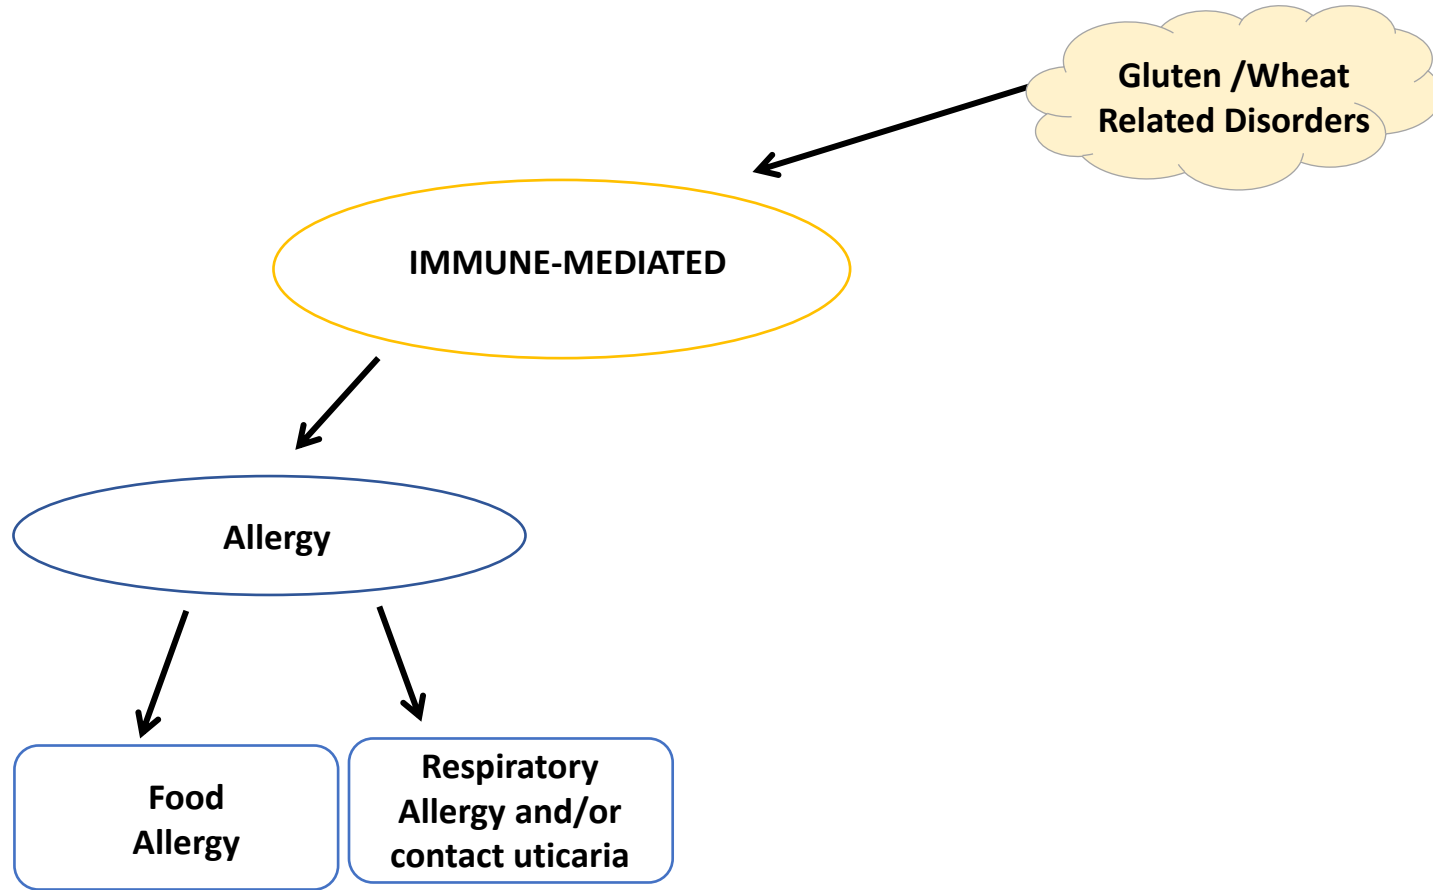 Gluten /Wheat
Related Disorders
IMMUNE-MEDIATED
Allergy
Food
Allergy
Respiratory
Allergy and/or
contact uticaria